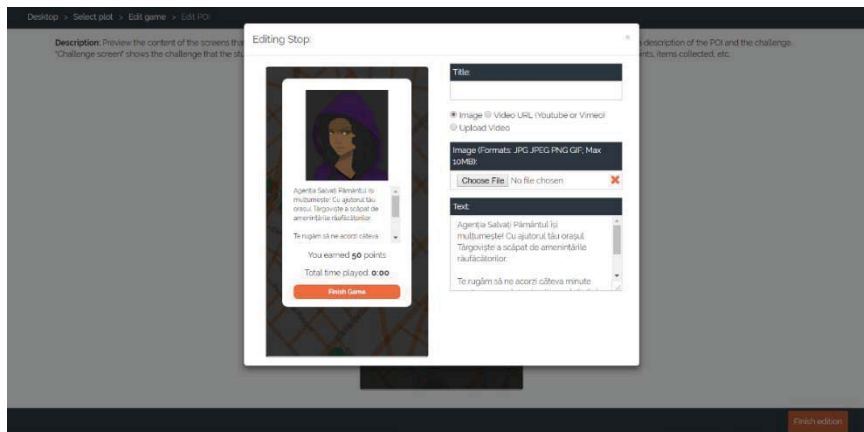 Desktop > Select plot > Edit game > Edit POI
Description: Preview the content of the screens tha
description of the POI and the challenge.
"Challenge screen" shows the challenge that the stu
ints, items collected, etc.
Editing Stop:
×
Agenția Salvați Pământul își
mulțumește! Cu ajutorul tău
orașul Târgoviște a scăpat de
amenințările
răufăcătorilor.
Te rugăm să ne acorzi câteva
You earned 50 points
Total time played: 0:00
Finish Game
Title:
Image Video URL (Youtube or Vimeo)
Upload Video
Image (Formats: JPG JPEG PNG GIF; Max
10MB):
Choose File No file chosen
Text:
Agenția Salvați Pământul își
mulțumește! Cu ajutorul tău orașul
Târgoviște a scăpat de amenințările
răufăcătorilor.
Te rugăm să ne acorzi câteva minute
Finish edition